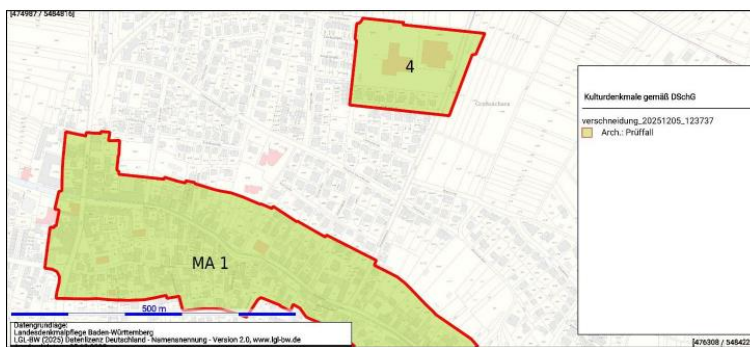 [474987 / 5484816]
4
Kulturdenkmale gemäß DSchG
verschneidung_20251205_123737
Arch.: Prüffall
MA 1
500 m
Datengrundlage:
Landesdenkmalpflege Baden-Württemberg
LGL-BW (2025) Datenlizenz Deutschland - Namensnennung - Version 2.0, www.lgl-bw.de
[476308 / 548422